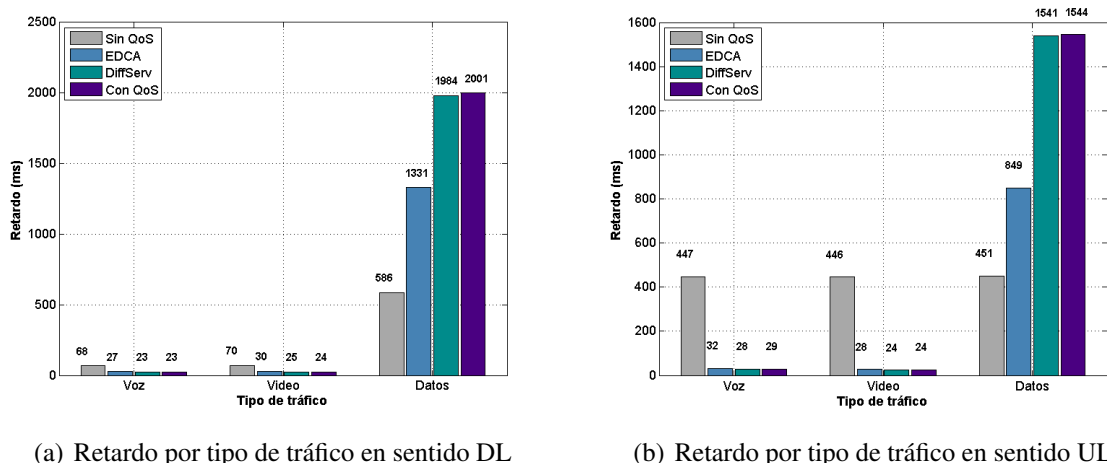 2500
2000
1500
1000
500
0
Retardo (ms)
Sin QoS
EDCA
DiffServ
Con QoS
68 27 23 23
70 30 25 24
586 1331 1984 2001
Voz Video Datos
Tipo de tráfico
(a) Retardo por tipo de tráfico en sentido DL
1600
1400
1200
1000
800
600
400
200
0
Retardo (ms)
Sin QoS
EDCA
DiffServ
Con QoS
447 32 28 29
446 28 24 24
451 849 1541 1544
Voz Video Datos
Tipo de tráfico
(b) Retardo por tipo de tráfico en sentido UL